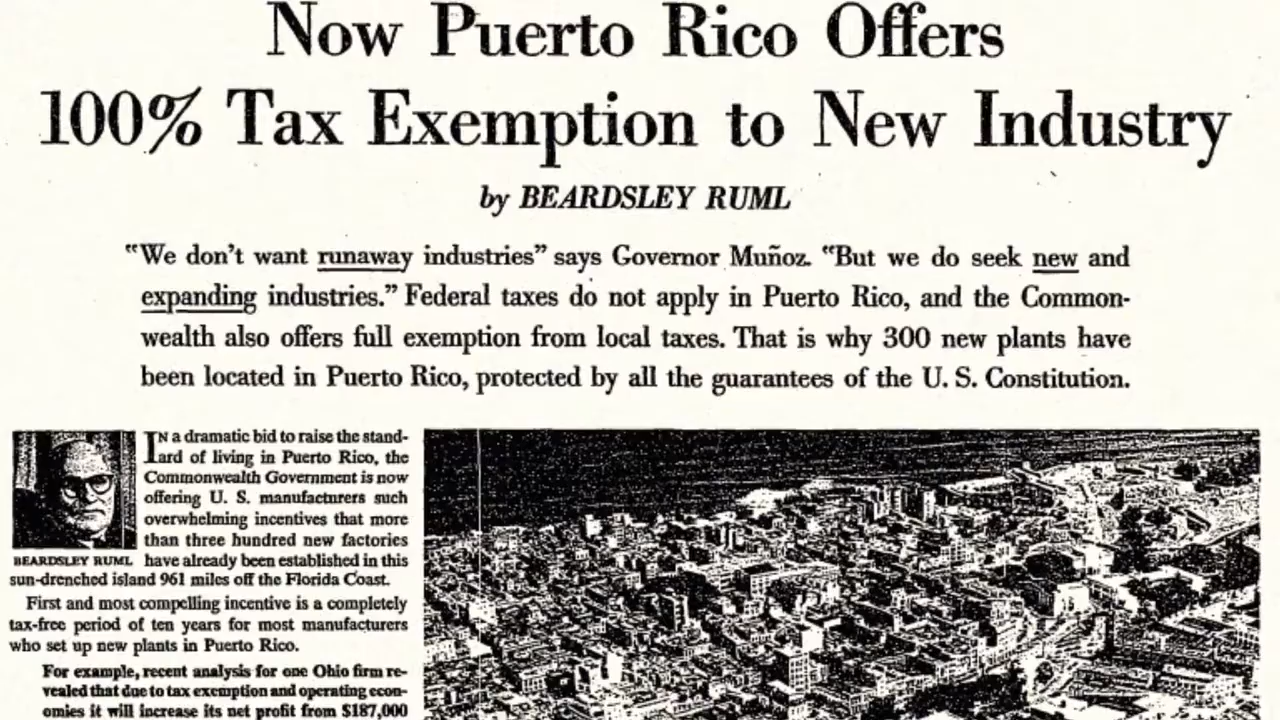 Now Puerto Rico Offers
100% Tax Exemption to New Industry
by BEARDSLEY RUML
“We don’t want runaway industries” says Governor Muñoz. “But we do seek new and
expanding industries.” Federal taxes do not apply in Puerto Rico, and the Common-
wealth also offers full exemption from local taxes. That is why 300 new plants have
been located in Puerto Rico, protected by all the guarantees of the U. S. Constitution.
BEARDSLEY RUML
IN a dramatic bid to raise the stand-
ard of living in Puerto Rico, the
Commonwealth Government is now
offering U. S. manufacturers such
overwhelming incentives that more
than three hundred new factories
have already been established in this
sun-drenched island 961 miles off the Florida Coast.
First and most compelling incentive is a completely
tax-free period of ten years for most manufacturers
who set up new plants in Puerto Rico.
For example, recent analysis for one Ohio firm re-
vealed that due to tax exemption and operating econ-
omies it will increase its net profit from $187,000